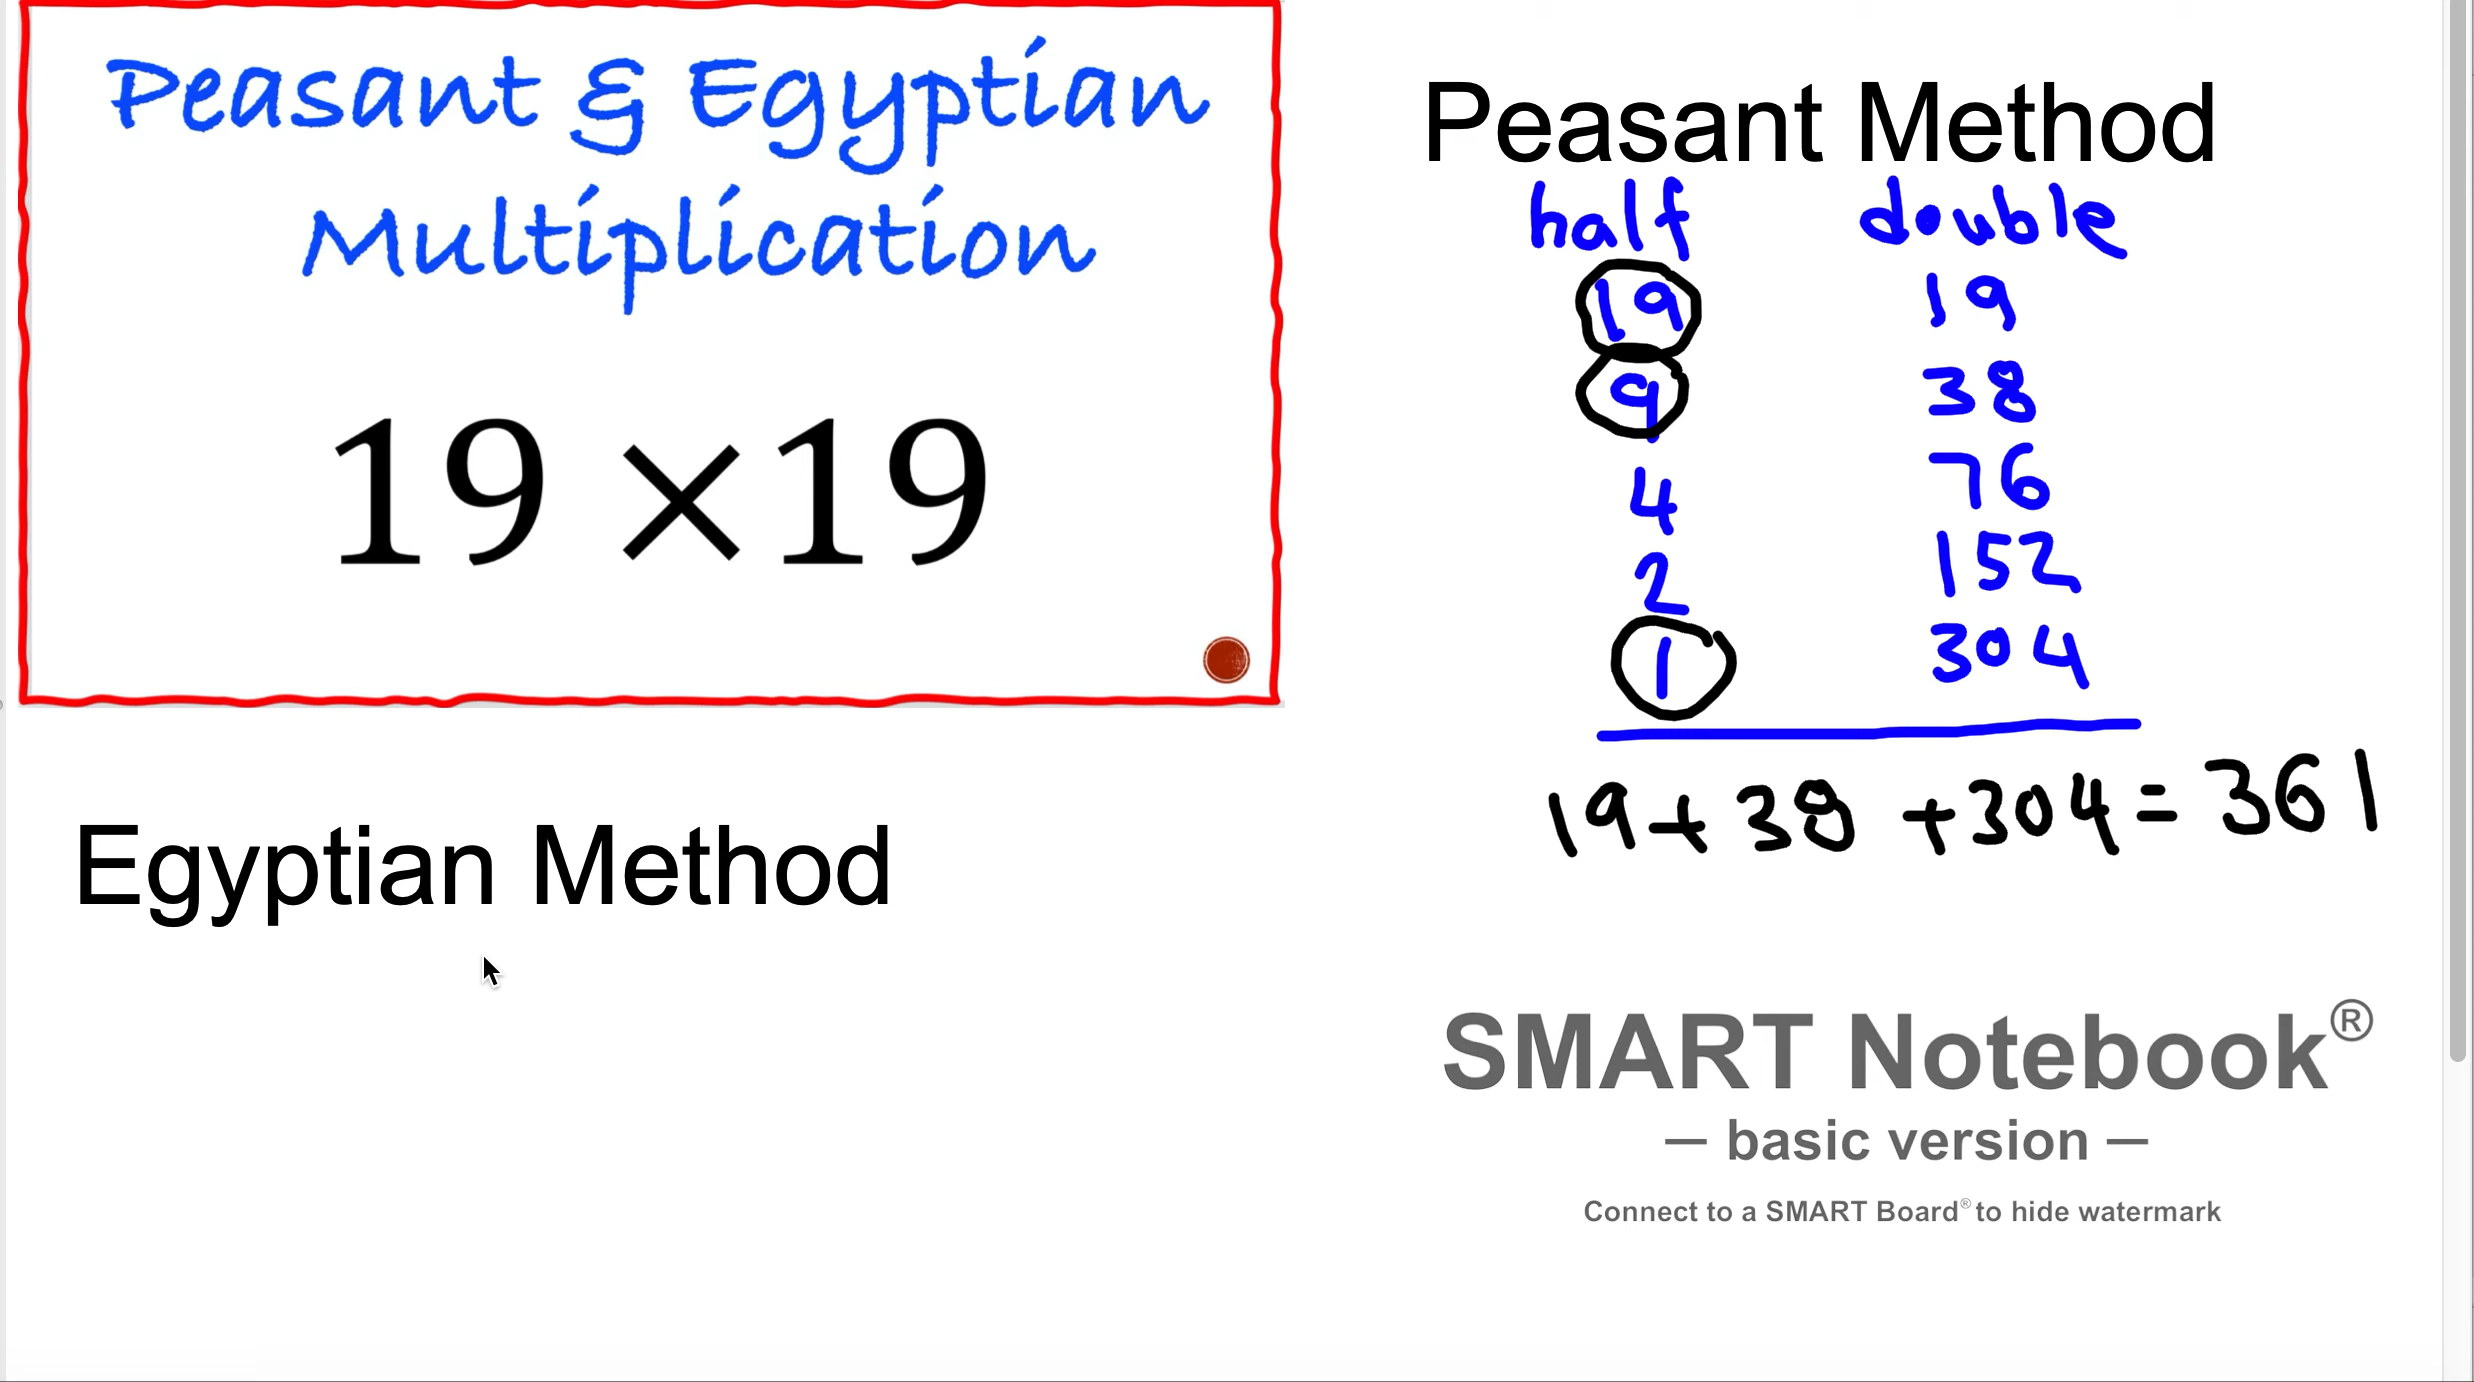 Peasant & Egyptian
Multiplication
19 ×19
Egyptian Method
Peasant Method
half double
19 19
9 38
4 76
2 152
1 304
19+ 38 +304= 361
SMART Notebook®
— basic version —
Connect to a SMART Board® to hide watermark